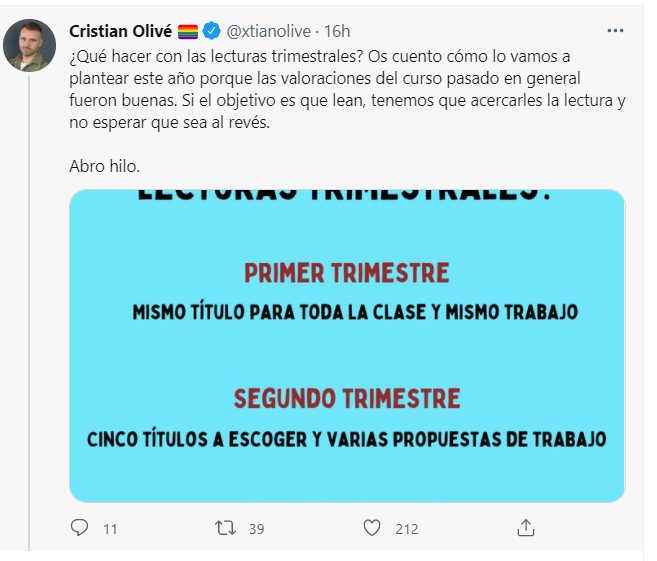 Cristian Olivé 🏳️‍🌈 @xtianolive · 16h
¿Qué hacer con las lecturas trimestrales? Os cuento cómo lo vamos a
plantear este año porque las valoraciones del curso pasado en general
fueron buenas. Si el objetivo es que lean, tenemos que acercarles la lectura y
no esperar que sea al revés.
Abro hilo.
LECTURAS TRIMESTRALES?
PRIMER TRIMESTRE
MISMO TÍTULO PARA TODA LA CLASE Y MISMO TRABAJO
SEGUNDO TRIMESTRE
CINCO TÍTULOS A ESCOGER Y VARIAS PROPUESTAS DE TRABAJO
11 39 212